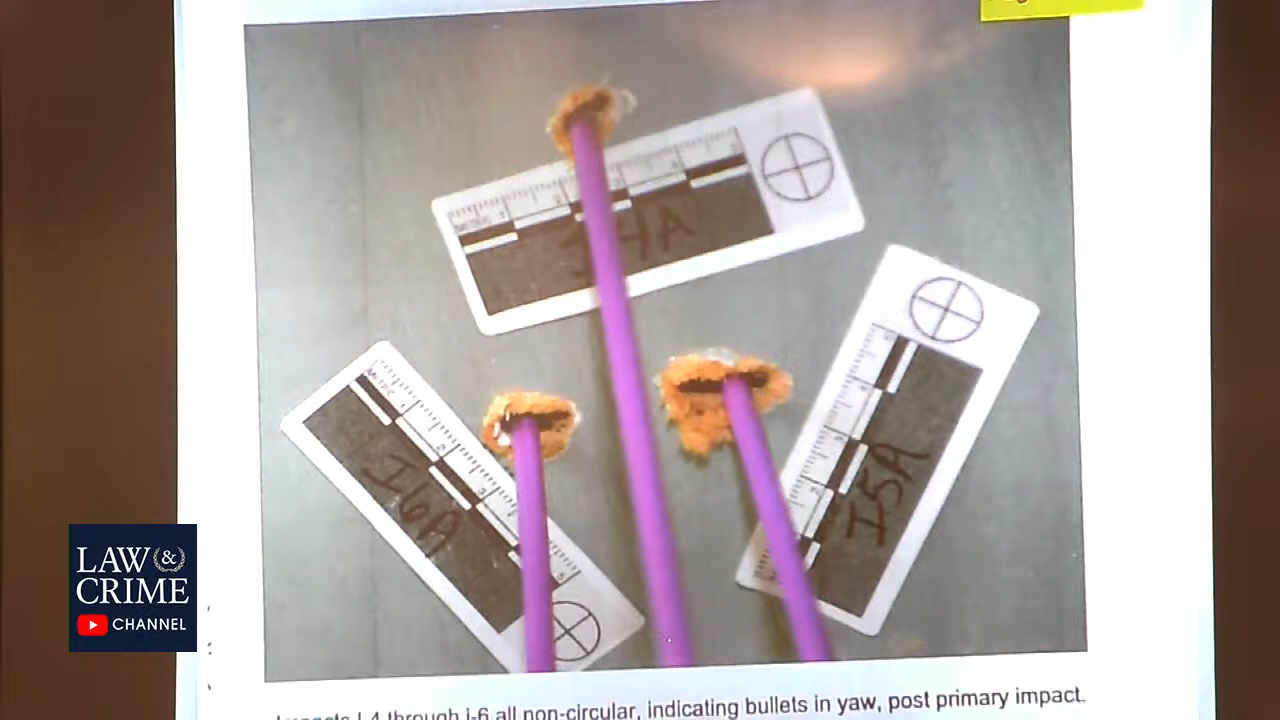 I4A
I6A
I5A
LAW &
CRIME
CHANNEL
I-4 through I-6 all non-circular, indicating bullets in yaw, post primary impact.